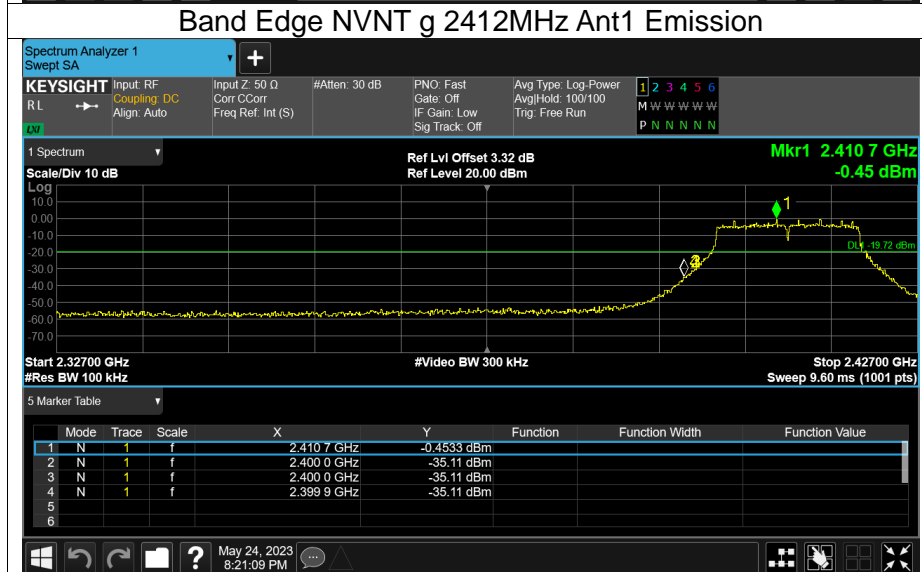 Band Edge NVNT g 2412MHz Ant1 Emission
Spectrum Analyzer 1
Swept SA
+
KEYSIGHT Input: RF Input Z: 50 Ω #Atten: 30 dB PNO: Fast Avg Type: Log-Power 1 2 3 4 5 6
RL Coupling: DC Corr CCorr Gate: Off Avg|Hold: 100/100 M W W W W W
Align: Auto Freq Ref: Int (S) IF Gain: Low Trig: Free Run
LXI Sig Track: Off P N N N N N
1 Spectrum Ref Lvl Offset 3.32 dB Mkr1 2.410 7 GHz
Scale/Div 10 dB Ref Level 20.00 dBm -0.45 dBm
Log
10.0
1
0.00
-10.0
DL1 -19.72 dBm
-20.0
-30.0
-40.0
-50.0
-60.0
-70.0
Start 2.32700 GHz #Video BW 300 kHz Stop 2.42700 GHz
#Res BW 100 kHz Sweep 9.60 ms (1001 pts)
5 Marker Table
Mode Trace Scale X Y Function Function Width Function Value
1 N 1 f 2.410 7 GHz -0.4533 dBm
2 N 1 f 2.400 0 GHz -35.11 dBm
3 N 1 f 2.400 0 GHz -35.11 dBm
4 N 1 f 2.399 9 GHz -35.11 dBm
5
6
? May 24, 2023
8:21:09 PM